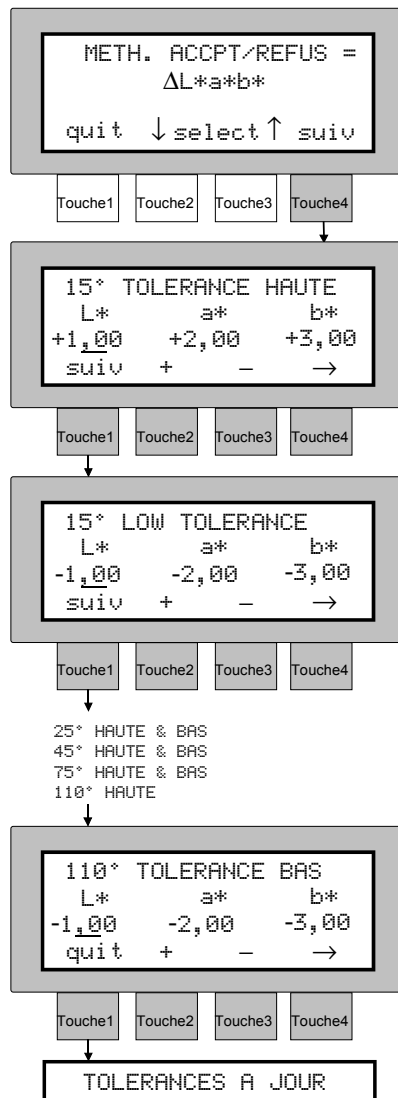 METH. ACCPT/REFUS =
ΔL*a*b*
quit ↓ select ↑ suiv
Touche1 Touche2 Touche3 Touche4
15° TOLERANCE HAUTE
L* a* b*
+1,00 +2,00 +3,00
suiv + – →
Touche1 Touche2 Touche3 Touche4
15° LOW TOLERANCE
L* a* b*
-1,00 -2,00 -3,00
suiv + – →
Touche1 Touche2 Touche3 Touche4
25° HAUTE & BAS
45° HAUTE & BAS
75° HAUTE & BAS
110° HAUTE
110° TOLERANCE BAS
L* a* b*
-1,00 -2,00 -3,00
quit + – →
Touche1 Touche2 Touche3 Touche4
TOLERANCES A JOUR